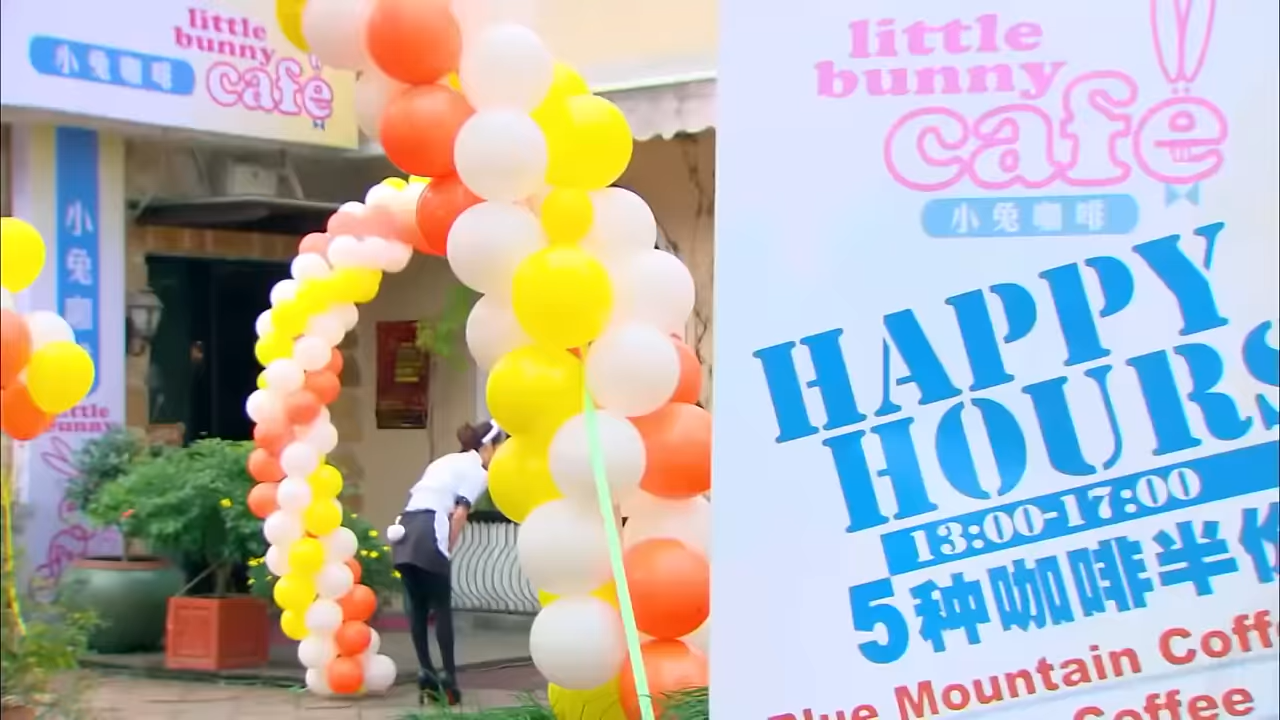 little
bunny
café
小兔咖啡
小兔咖
little
bunny
little
bunny
café
小兔咖啡
HAPPY
HOURS
13:00-17:00
5种咖啡半
Blue Mountain Coff
Coffee